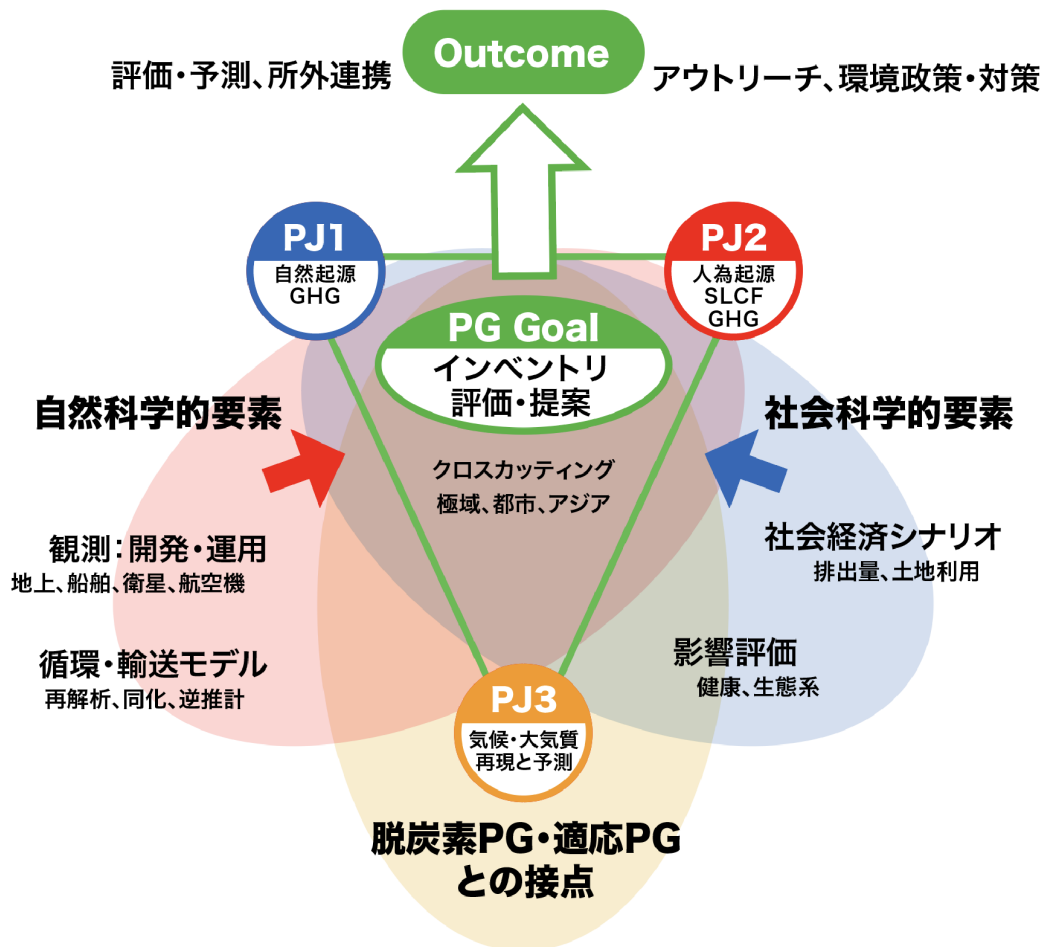 Outcome
評価・予測、所外連携
アウトリーチ、環境政策・対策
PJ1
自然起源
GHG
PJ2
人為起源
SLCF
GHG
PG Goal
インベントリ
評価・提案
自然科学的要素
社会科学的要素
クロスカッティング
極域、都市、アジア
観測：開発・運用
地上、船舶、衛星、航空機
社会経済シナリオ
排出量、土地利用
循環・輸送モデル
再解析、同化、逆推計
影響評価
健康、生態系
PJ3
気候・大気質
再現と予測
脱炭素PG・適応PG
との接点